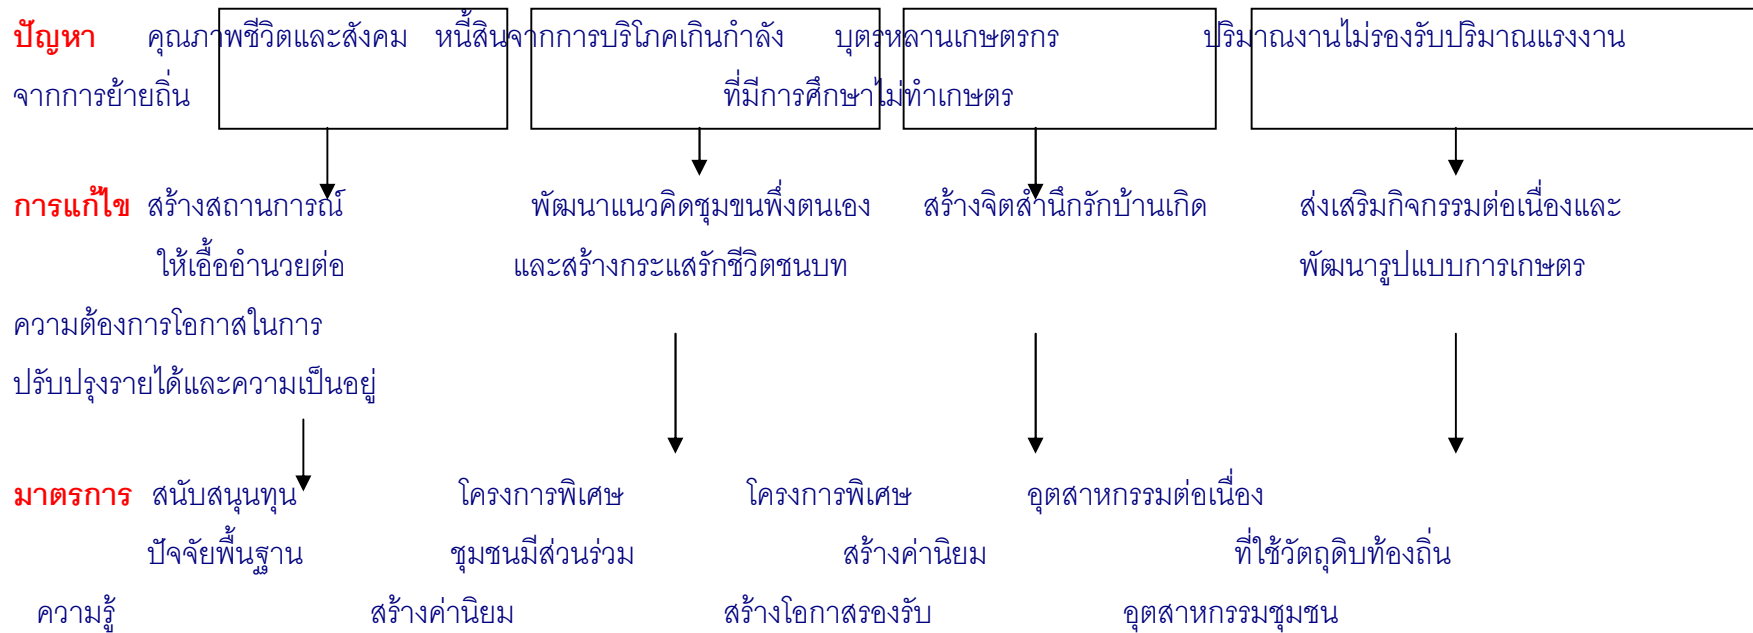 ปัญหา คุณภาพชีวิตและสังคม หนี้สินจากการบริโภคเกินกำลัง บุตรหลานเกษตรกร ปริมาณงานไม่รองรับปริมาณแรงงาน
จากการย้ายถิ่น ที่มีการศึกษาไม่ทำเกษตร
การแก้ไข สร้างสถานการณ์ พัฒนาแนวคิดชุมขนพึ่งตนเอง สร้างจิตสำนึกรักบ้านเกิด ส่งเสริมกิจกรรมต่อเนื่องและ
ให้เอื้ออำนวยต่อ และสร้างกระแสรักชีวิตชนบท พัฒนารูปแบบการเกษตร
ความต้องการโอกาสในการ
ปรับปรุงรายได้และความเป็นอยู่
มาตรการ สนับสนุนทุน โครงการพิเศษ โครงการพิเศษ อุตสาหกรรมต่อเนื่อง
ปัจจัยพื้นฐาน ชุมชนมีส่วนร่วม สร้างค่านิยม ที่ใช้วัตถุดิบท้องถิ่น
ความรู้ สร้างค่านิยม สร้างโอกาสรองรับ อุตสาหกรรมชุมชน